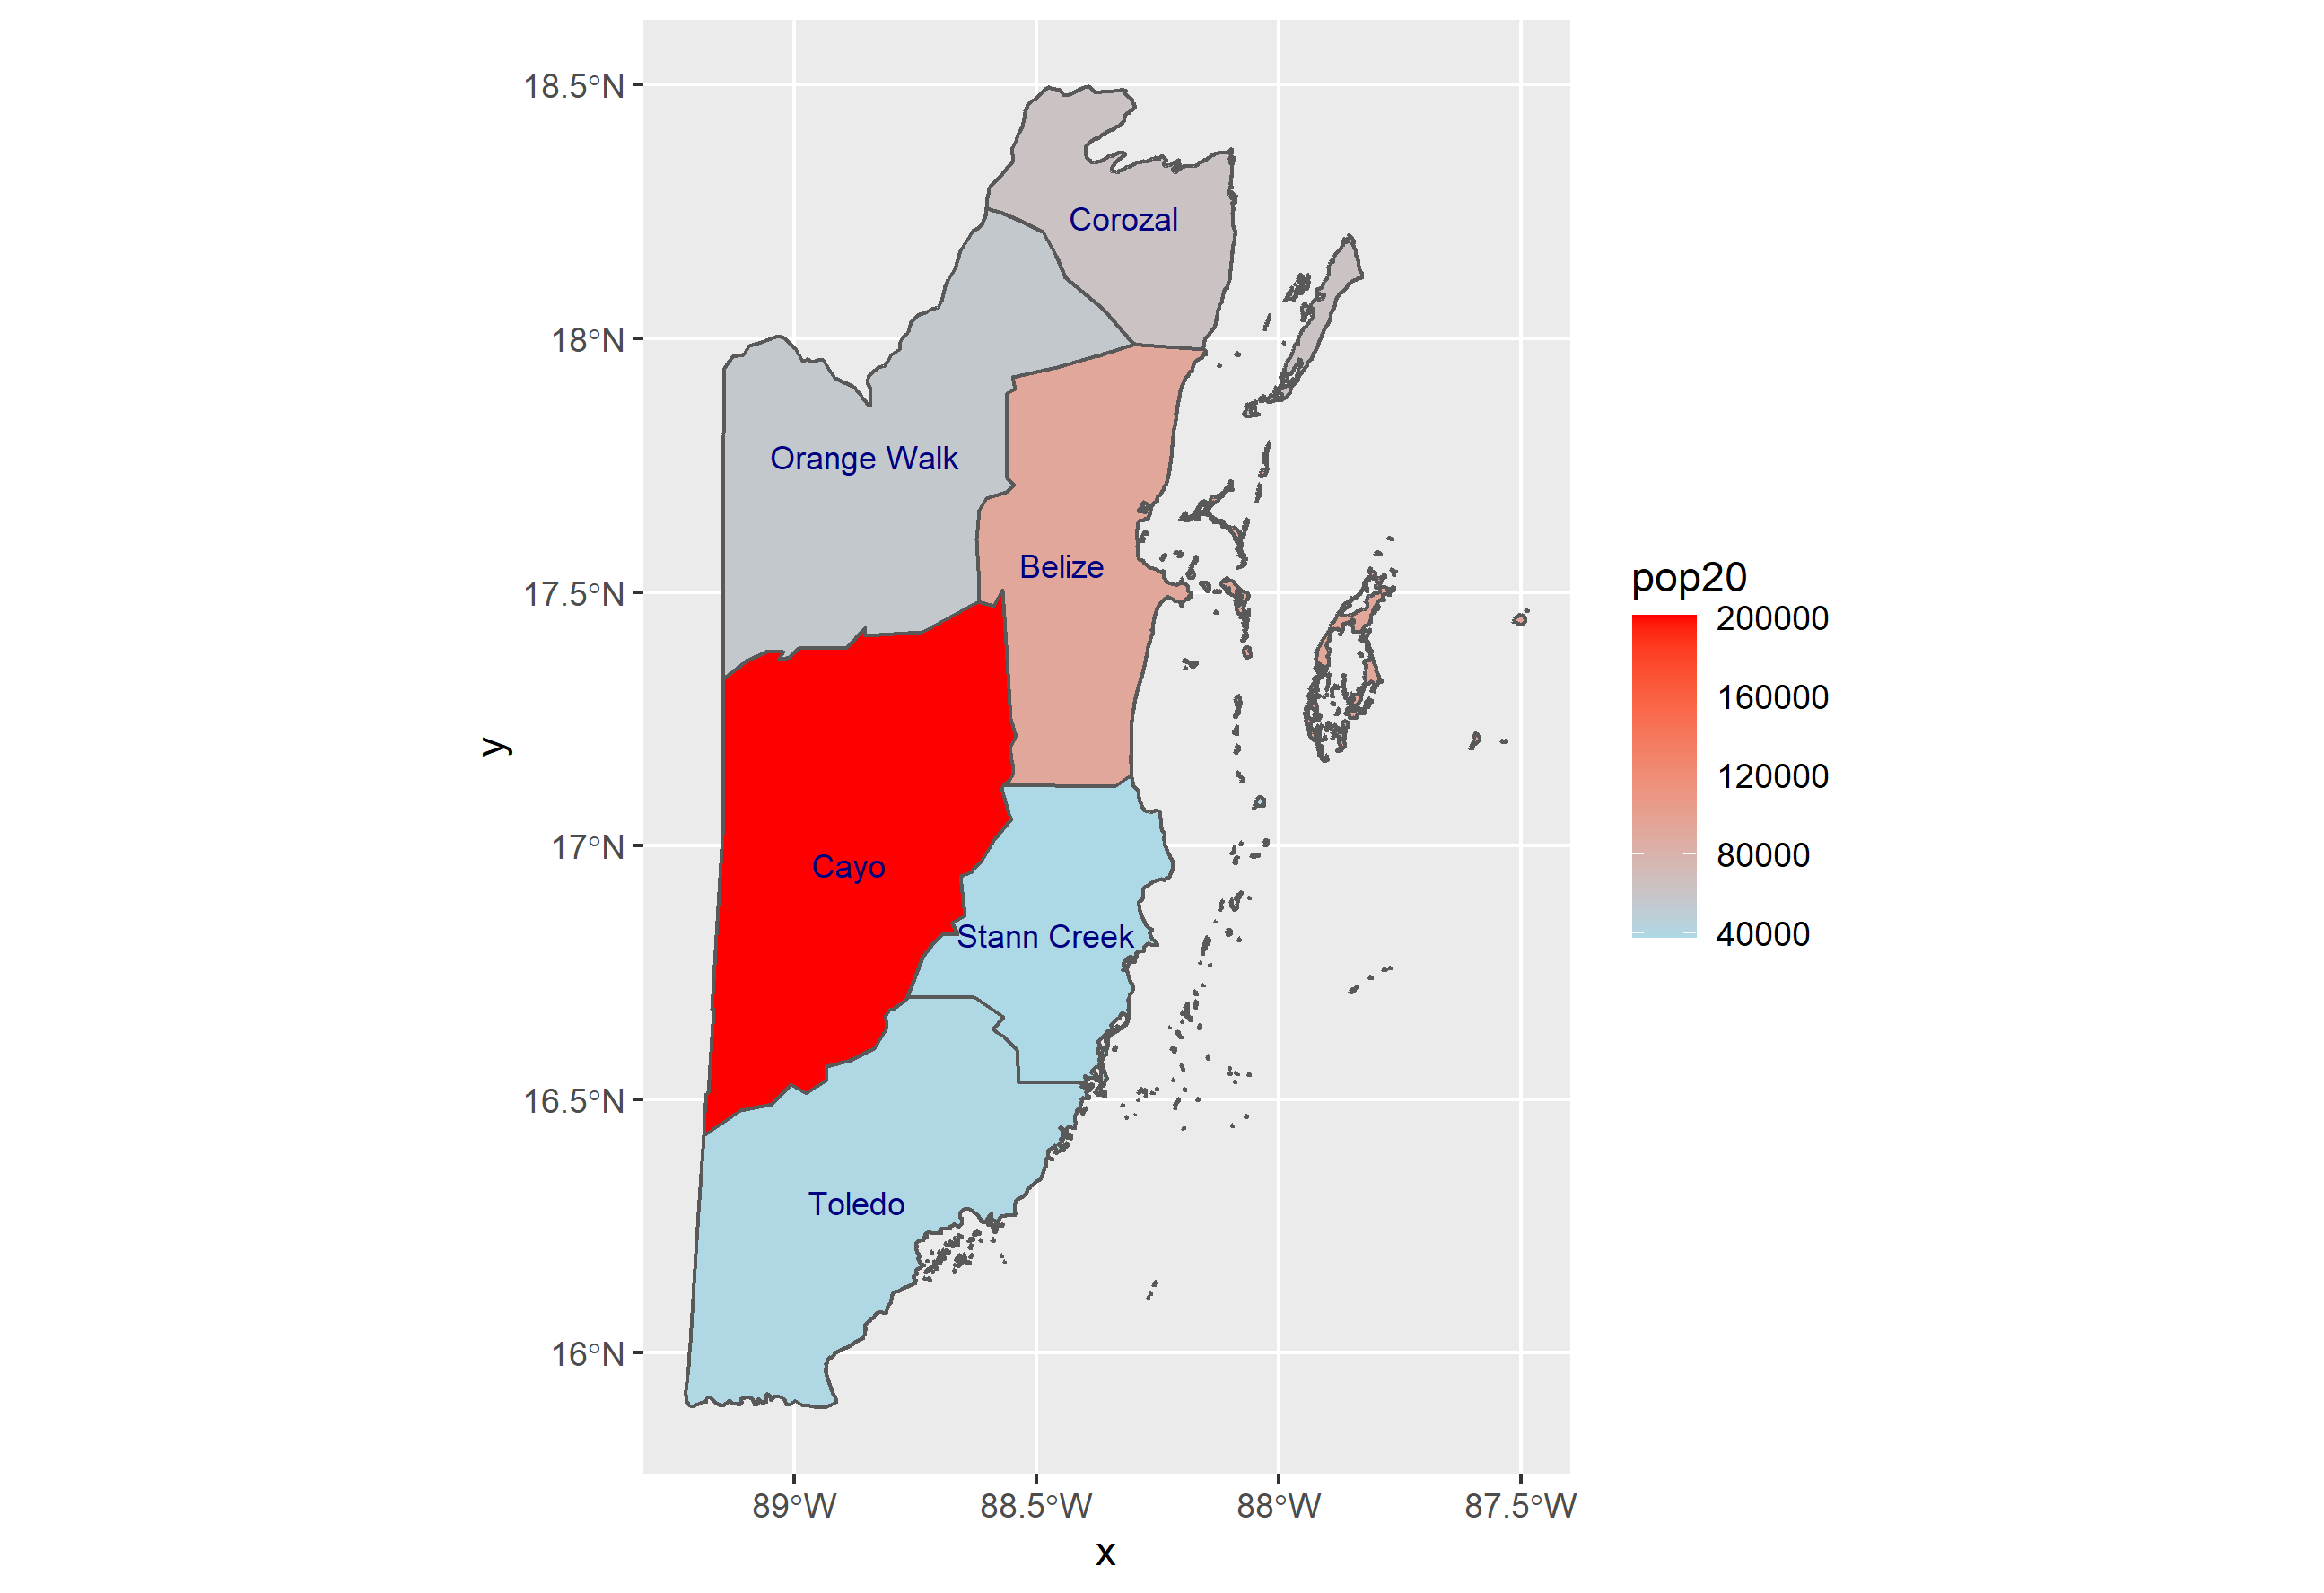 18.5°N
18°N
17.5°N
17°N
16.5°N
16°N
y
Corozal
Orange Walk
Belize
Cayo
Stann Creek
Toledo
89°W
88.5°W
88°W
87.5°W
x
pop20
200000
160000
120000
80000
40000